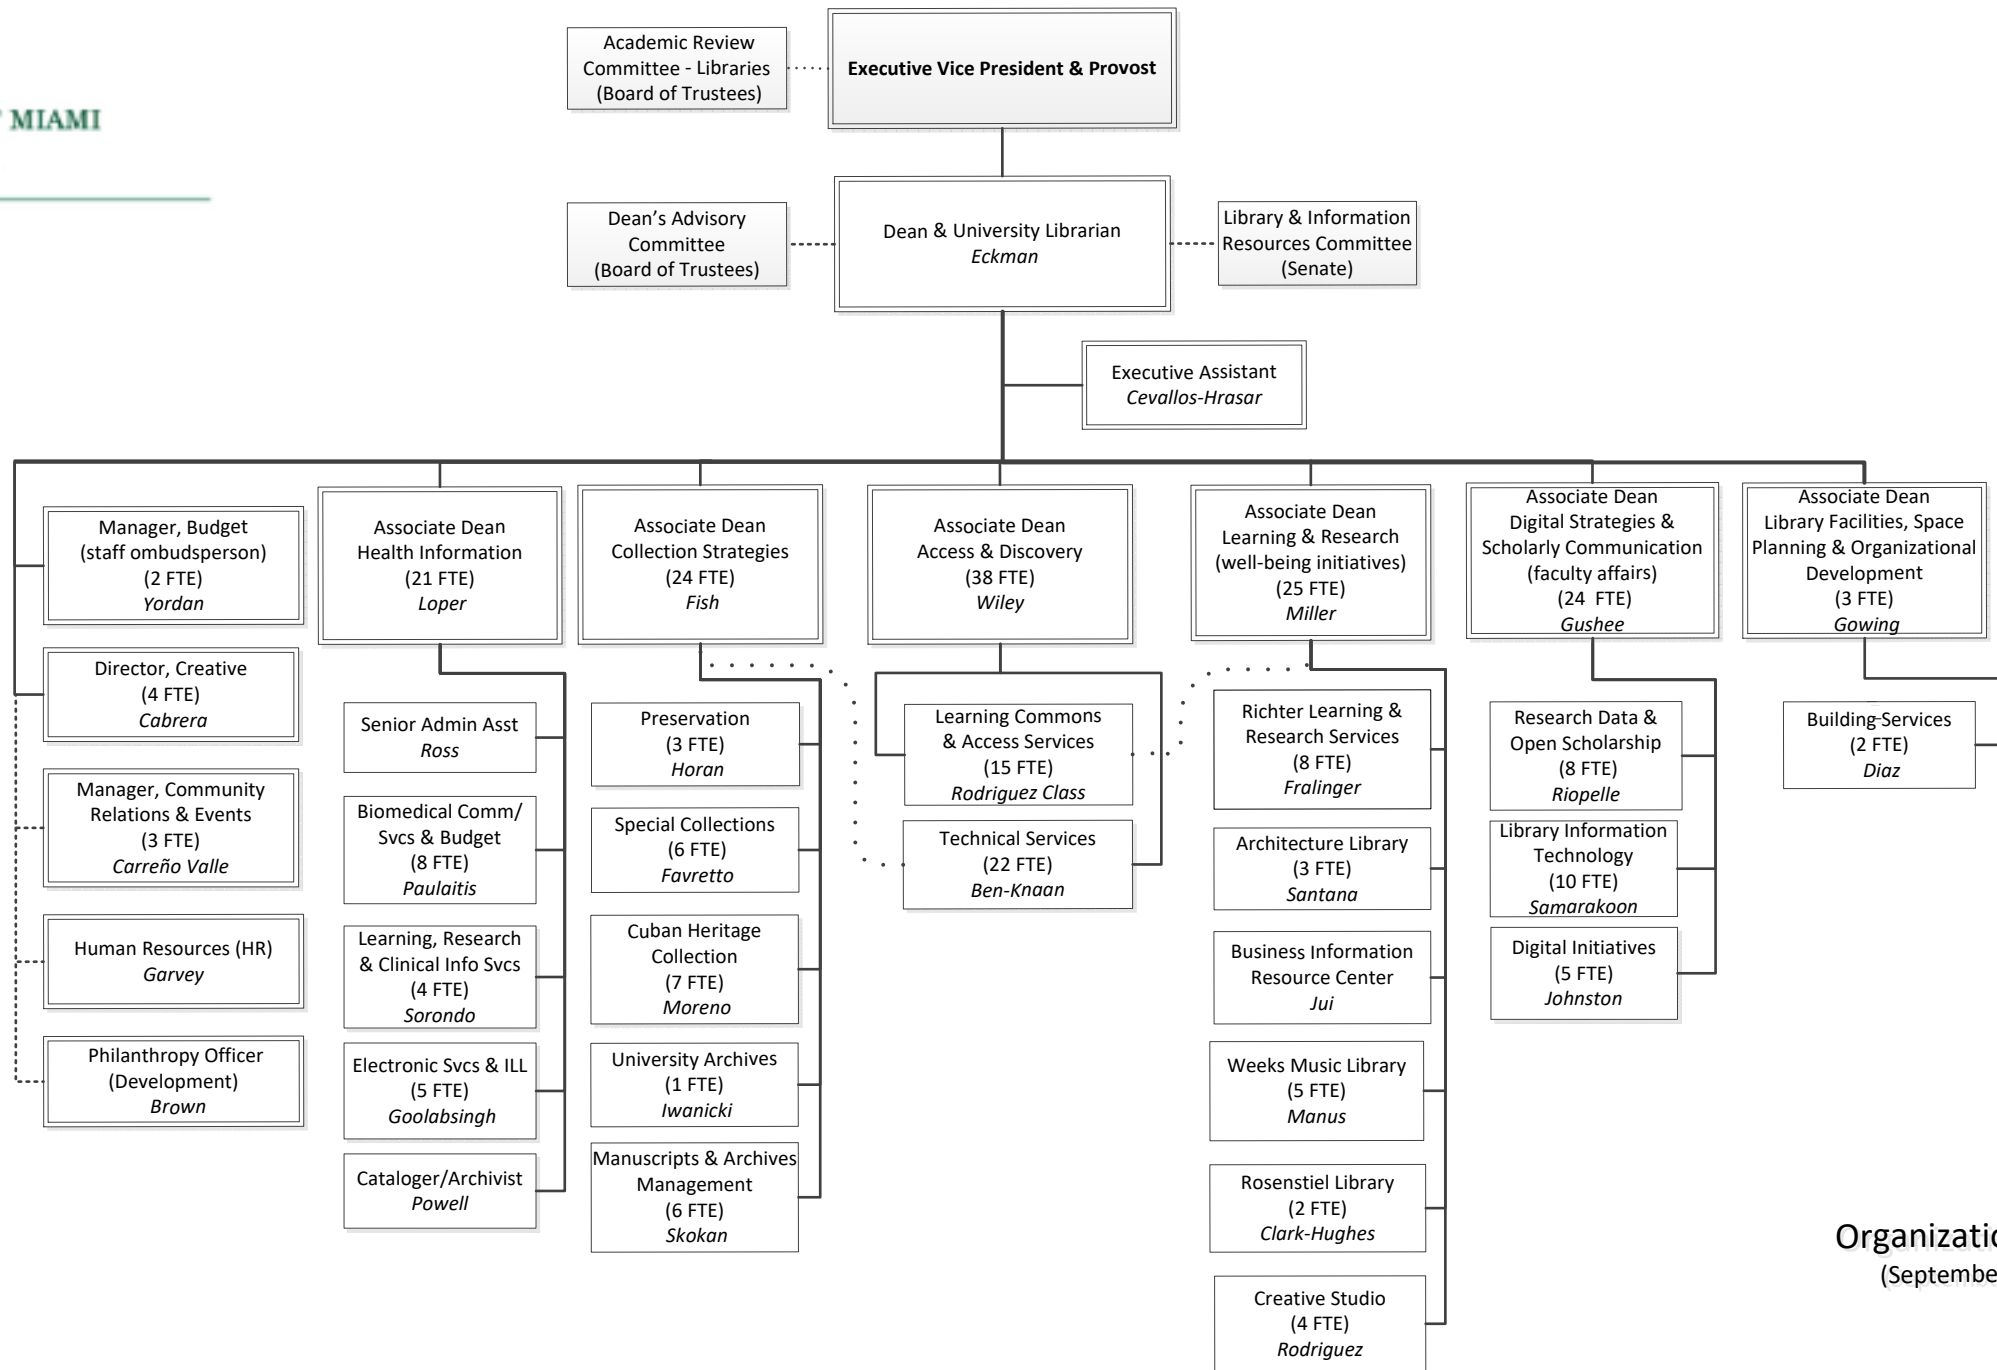 MIAMI
Academic Review
Committee - Libraries
(Board of Trustees)
Executive Vice President & Provost
Dean's Advisory
Committee
(Board of Trustees)
Dean & University Librarian
Eckman
Library & Information
Resources Committee
(Senate)
Executive Assistant
Cevallos-Hrasar
Manager, Budget
(staff ombudsperson)
(2 FTE)
Yordan
Director, Creative
(4 FTE)
Cabrera
Manager, Community
Relations & Events
(3 FTE)
Carreño Valle
Human Resources (HR)
Garvey
Philanthropy Officer
(Development)
Brown
Associate Dean
Health Information
(21 FTE)
Loper
Senior Admin Asst
Ross
Biomedical Comm/
Svcs & Budget
(8 FTE)
Paulaitis
Learning, Research
& Clinical Info Svcs
(4 FTE)
Sorondo
Electronic Svcs & ILL
(5 FTE)
Goolabsingh
Cataloger/Archivist
Powell
Associate Dean
Collection Strategies
(24 FTE)
Fish
Preservation
(3 FTE)
Horan
Special Collections
(6 FTE)
Favretto
Cuban Heritage
Collection
(7 FTE)
Moreno
University Archives
(1 FTE)
Iwanicki
Manuscripts & Archives
Management
(6 FTE)
Skokan
Associate Dean
Access & Discovery
(38 FTE)
Wiley
Learning Commons
& Access Services
(15 FTE)
Rodriguez Class
Technical Services
(22 FTE)
Ben-Knaan
Associate Dean
Learning & Research
(well-being initiatives)
(25 FTE)
Miller
Richter Learning &
Research Services
(8 FTE)
Fralinger
Architecture Library
(3 FTE)
Santana
Business Information
Resource Center
Jui
Weeks Music Library
(5 FTE)
Manus
Rosenstiel Library
(2 FTE)
Clark-Hughes
Creative Studio
(4 FTE)
Rodriguez
Associate Dean
Digital Strategies &
Scholarly Communication
(faculty affairs)
(24 FTE)
Gushee
Research Data &
Open Scholarship
(8 FTE)
Riopelle
Library Information
Technology
(10 FTE)
Samarakoon
Digital Initiatives
(5 FTE)
Johnston
Associate Dean
Library Facilities, Space
Planning & Organizational
Development
(3 FTE)
Gowing
Building Services
(2 FTE)
Diaz
Organizatio
(Septembe